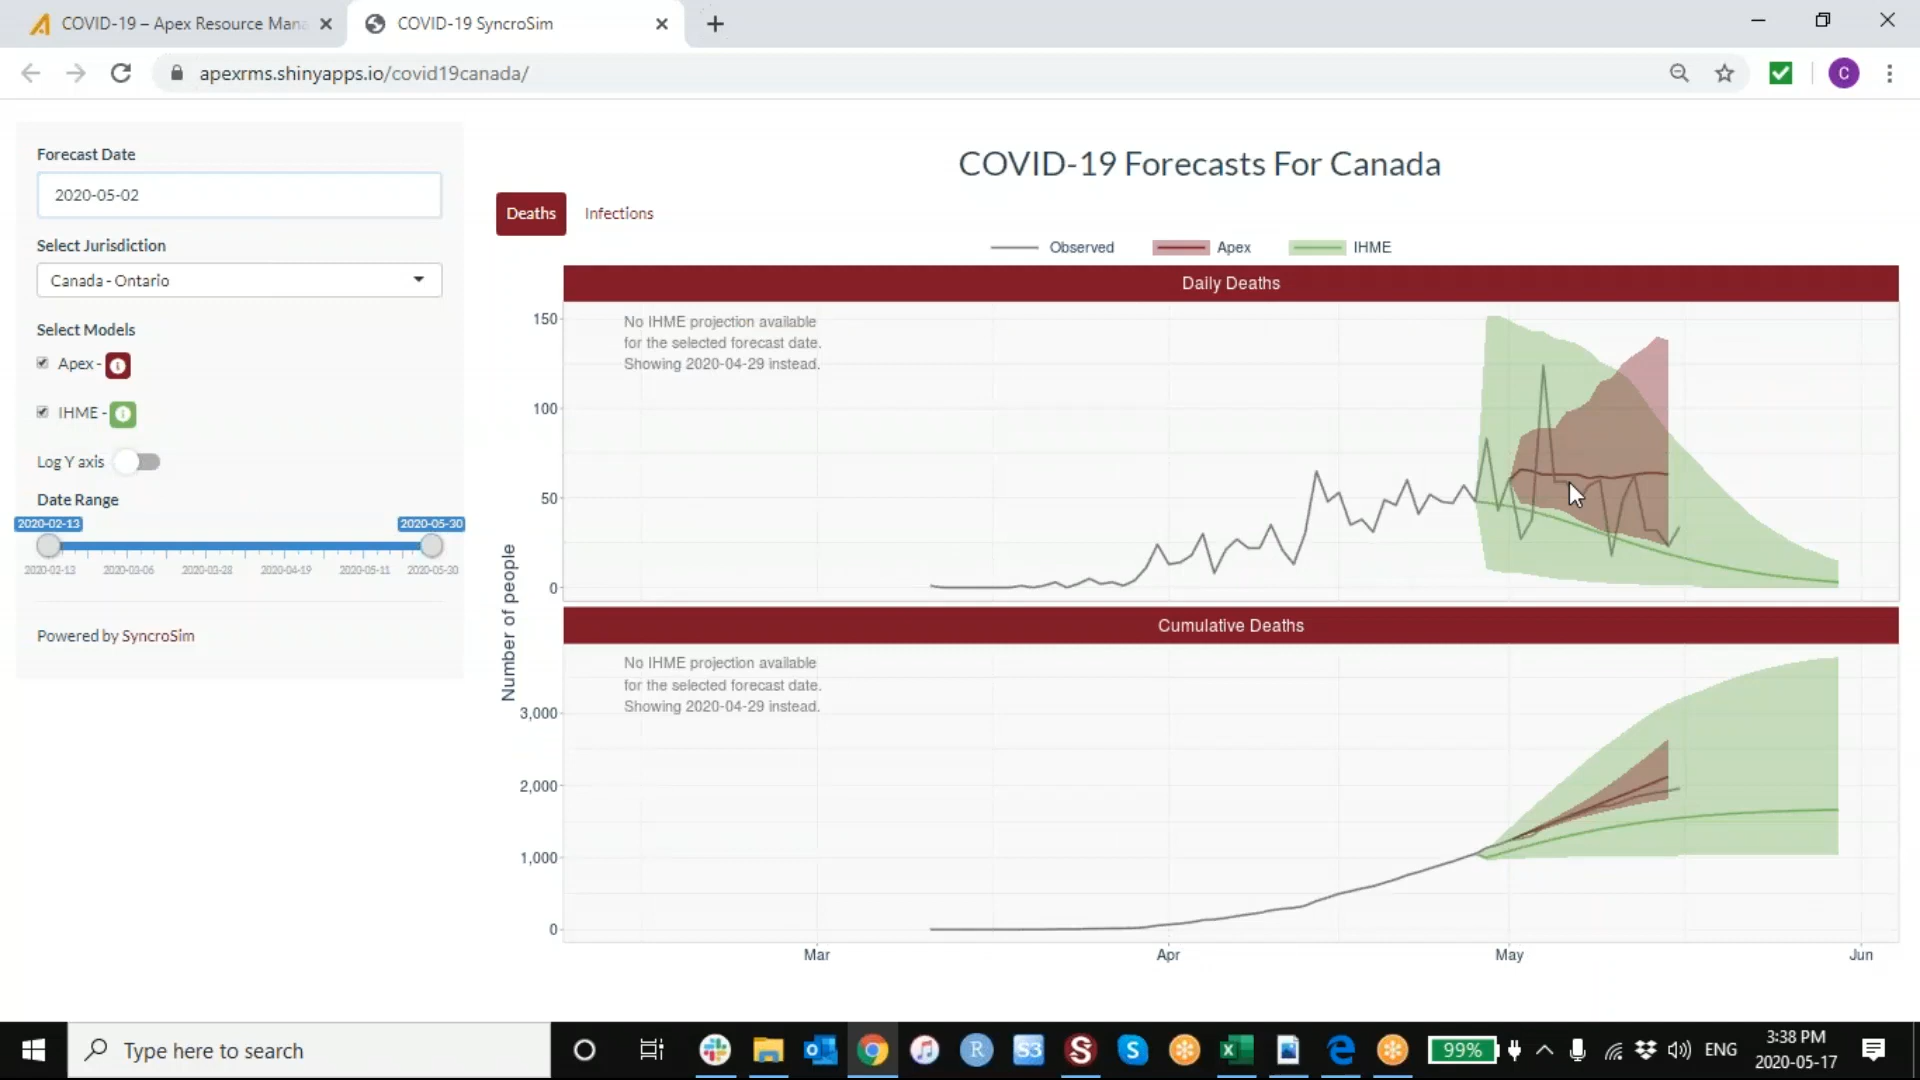 COVID-19 – Apex Resource Mana
COVID-19 SyncroSim
apexrms.shinyapps.io/covid19canada/
C
Forecast Date
2020-05-02
Select Jurisdiction
Canada - Ontario
Select Models
Apex - i
IHME - i
Log Y axis
Date Range
2020-02-13 2020-05-30
2020-02-13 2020-03-06 2020-03-28 2020-04-19 2020-05-11 2020-05-30
Powered by SyncroSim
COVID-19 Forecasts For Canada
Deaths Infections
Observed Apex IHME
Daily Deaths
No IHME projection available
for the selected forecast date.
Showing 2020-04-29 instead.
150
100
50
0
Number of people
Cumulative Deaths
No IHME projection available
for the selected forecast date.
Showing 2020-04-29 instead.
3,000
2,000
1,000
0
Mar Apr May Jun
Type here to search
R
S3
S
S
99%
ENG
3:38 PM
2020-05-17